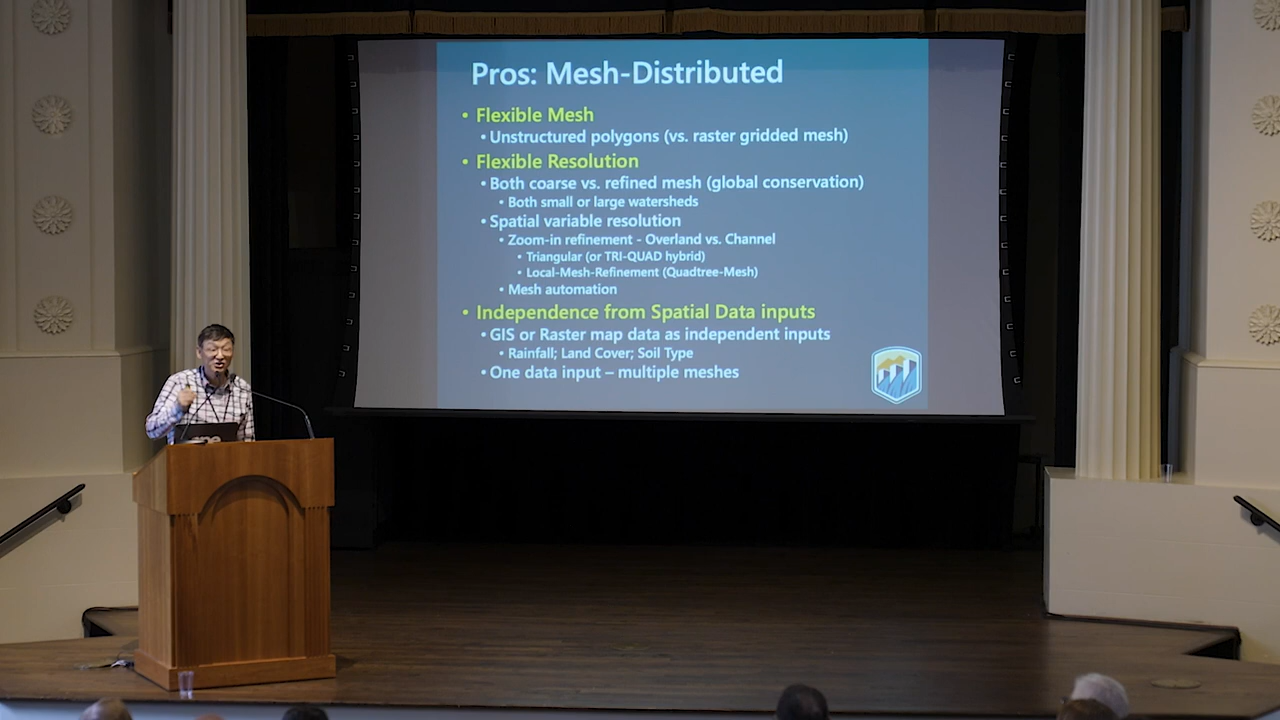 Pros: Mesh-Distributed
• Flexible Mesh
• Unstructured polygons (vs. raster gridded mesh)
• Flexible Resolution
• Both coarse vs. refined mesh (global conservation)
• Both small or large watersheds
• Spatial variable resolution
• Zoom-in refinement - Overland vs. Channel
• Triangular (or TRI-QUAD hybrid)
• Local-Mesh-Refinement (Quadtree-Mesh)
• Mesh automation
• Independence from Spatial Data inputs
• GIS or Raster map data as independent inputs
• Rainfall; Land Cover; Soil Type
• One data input – multiple meshes